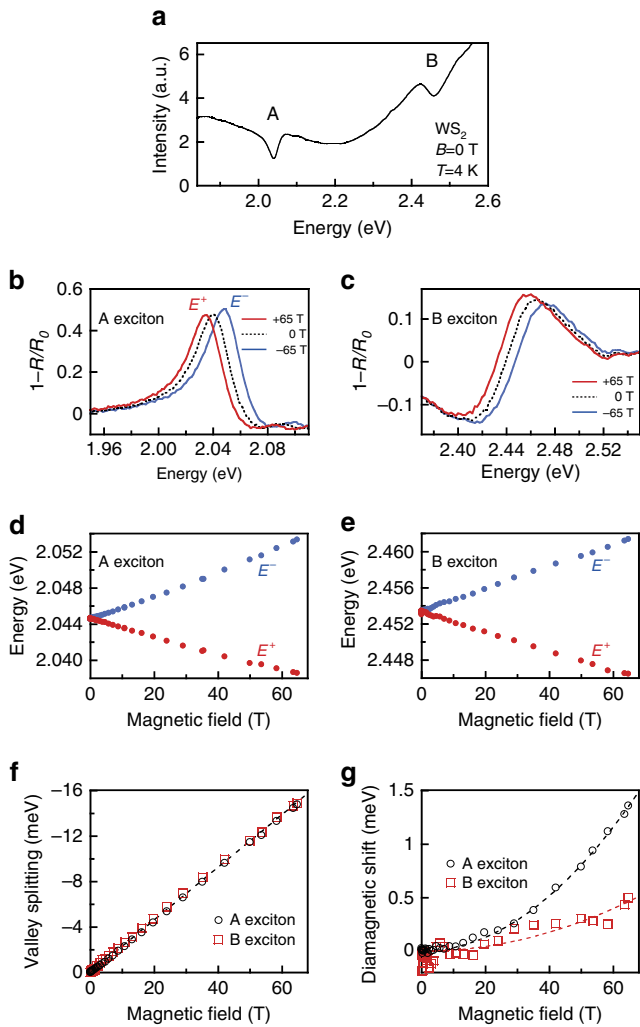 a
6
4
2
0
Intensity (a.u.)
A
B
WS₂
B=0 T
T=4 K
2.0
2.2
2.4
2.6
Energy (eV)
b
0.6
0.4
0.2
0
1−R/R₀
A exciton
E⁺
E⁻
+65 T
0 T
−65 T
1.96
2.00
2.04
2.08
Energy (eV)
c
0.1
0
−0.1
1−R/R₀
B exciton
+65 T
0 T
−65 T
2.40
2.44
2.48
2.52
Energy (eV)
d
2.052
2.048
2.044
2.040
Energy (eV)
A exciton
E⁻
E⁺
0
20
40
60
Magnetic field (T)
e
2.460
2.456
2.452
2.448
Energy (eV)
B exciton
E⁻
E⁺
0
20
40
60
Magnetic field (T)
f
−16
−12
−8
−4
0
Valley splitting (meV)
A exciton
B exciton
0
20
40
60
Magnetic field (T)
g
1.5
1
0.5
0
Diamagnetic shift (meV)
A exciton
B exciton
0
20
40
60
Magnetic field (T)